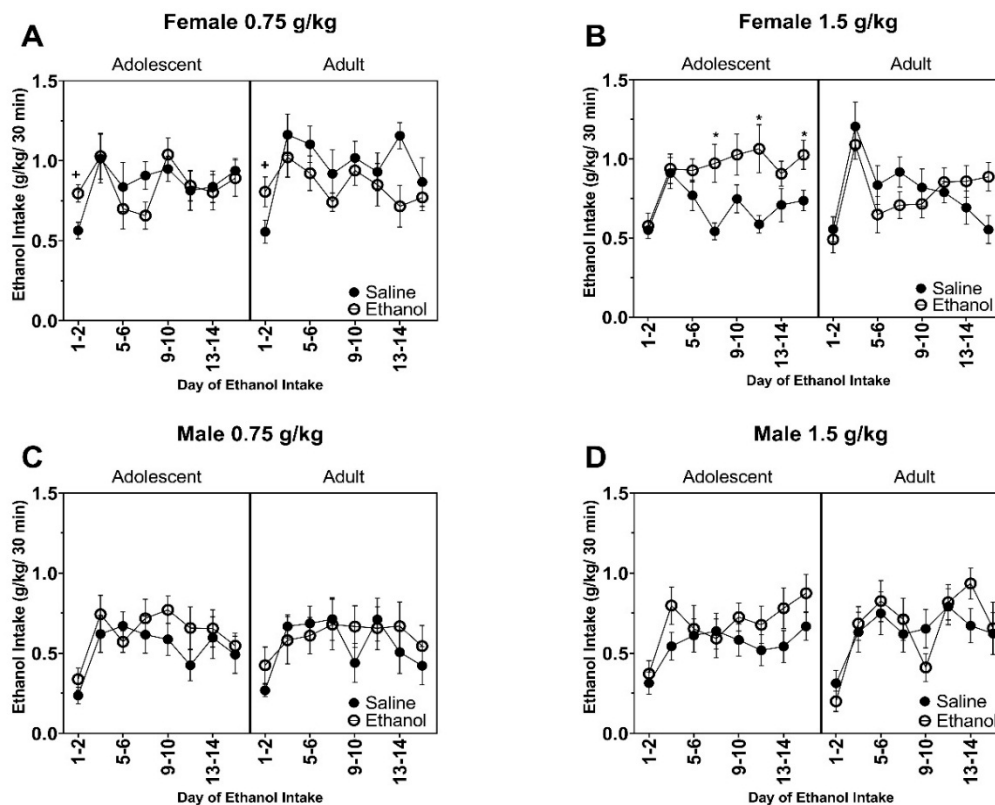 A
Female 0.75 g/kg
Adolescent
Adult
Ethanol Intake (g/kg/ 30 min)
1.5
1.0
0.5
0.0
+
+
Saline
Ethanol
1-2
5-6
9-10
13-14
1-2
5-6
9-10
13-14
Day of Ethanol Intake
B
Female 1.5 g/kg
Adolescent
Adult
Ethanol Intake (g/kg/ 30 min)
1.5
1.0
0.5
0.0
*
*
*
Saline
Ethanol
1-2
5-6
9-10
13-14
1-2
5-6
9-10
13-14
Day of Ethanol Intake
C
Male 0.75 g/kg
Adolescent
Adult
Ethanol Intake (g/kg/ 30 min)
1.5
1.0
0.5
0.0
Saline
Ethanol
1-2
5-6
9-10
13-14
1-2
5-6
9-10
13-14
Day of Ethanol Intake
D
Male 1.5 g/kg
Adolescent
Adult
Ethanol Intake (g/kg/ 30 min)
1.5
1.0
0.5
0.0
Saline
Ethanol
1-2
5-6
9-10
13-14
1-2
5-6
9-10
13-14
Day of Ethanol Intake